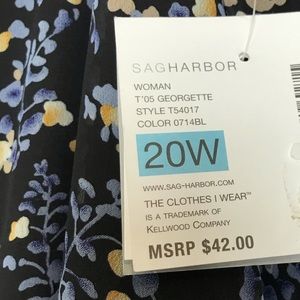 SAGHARBOR
WOMAN
T'05 GEORGETTE
STYLE T54017
COLOR 0714BL
20W
WWW.SAG-HARBOR.COM
THE CLOTHES I WEAR™
IS A TRADEMARK OF
KELLWOOD COMPANY
MSRP $42.00